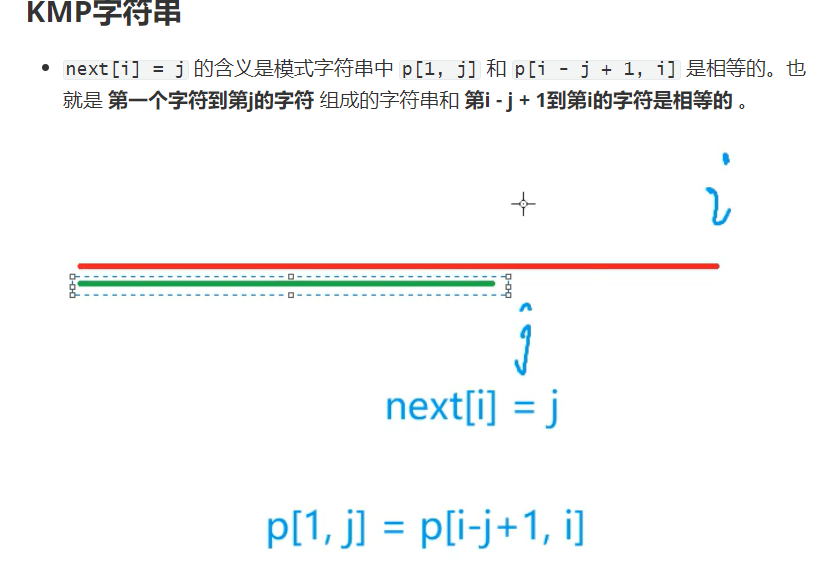 KMP字符串
next[i] = j 的含义是模式字符串中 p[1, j] 和 p[i - j + 1, i] 是相等的。也
就是 第一个字符到第j的字符 组成的字符串和 第i - j + 1到第i的字符是相等的 。
i
j
next[i] = j
p[1, j] = p[i-j+1, i]